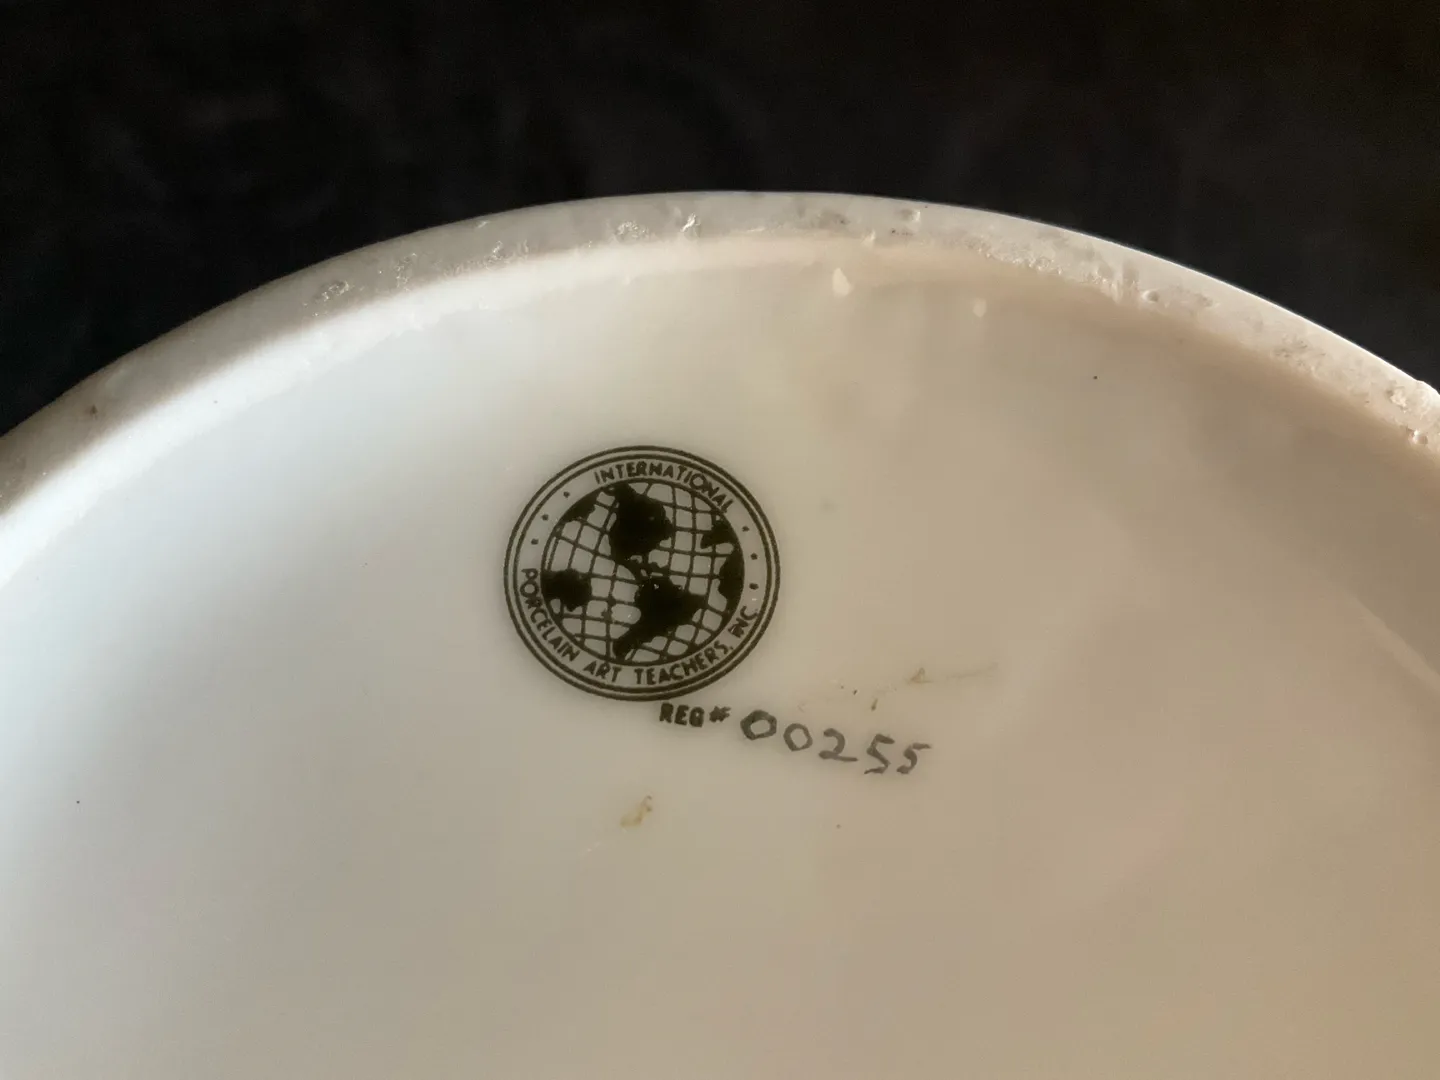 INTERNATIONAL
PORCELAIN ART TEACHERS, INC.
REG# 00255